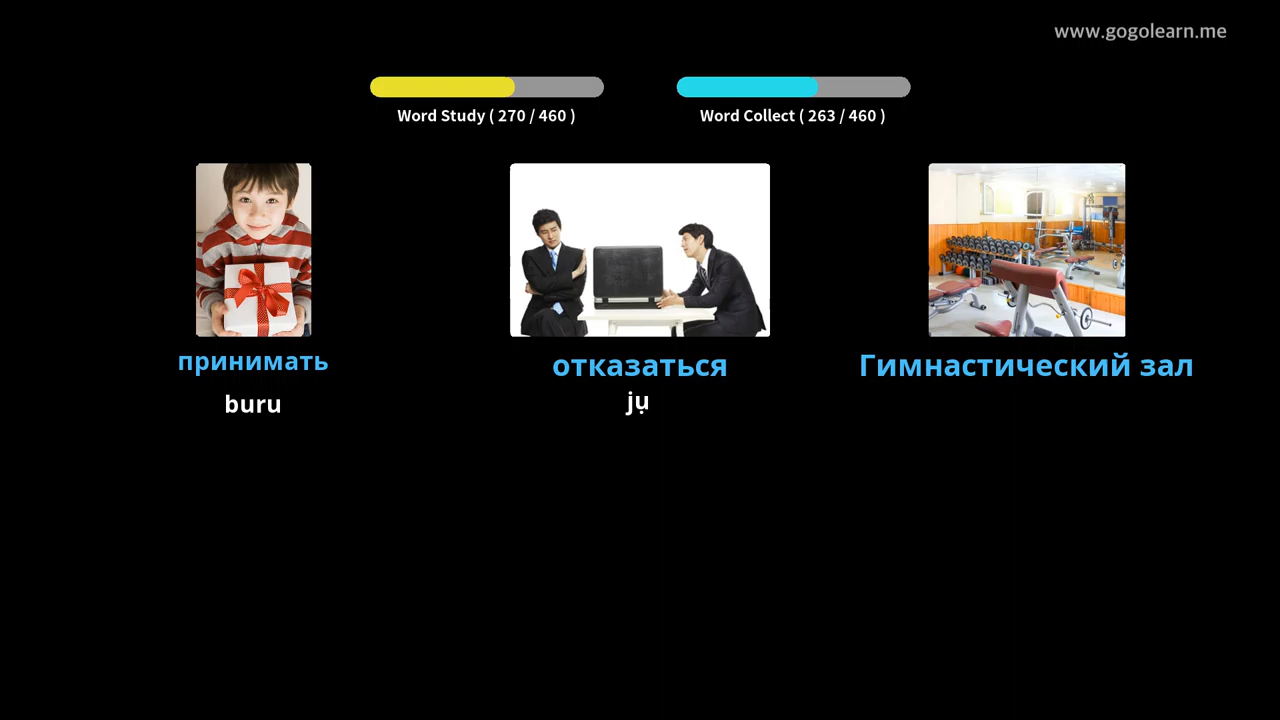 www.gogolearn.me
Word Study ( 270 / 460 )
Word Collect ( 263 / 460 )
принимать
buru
отказаться
jụ
Гимнастический зал